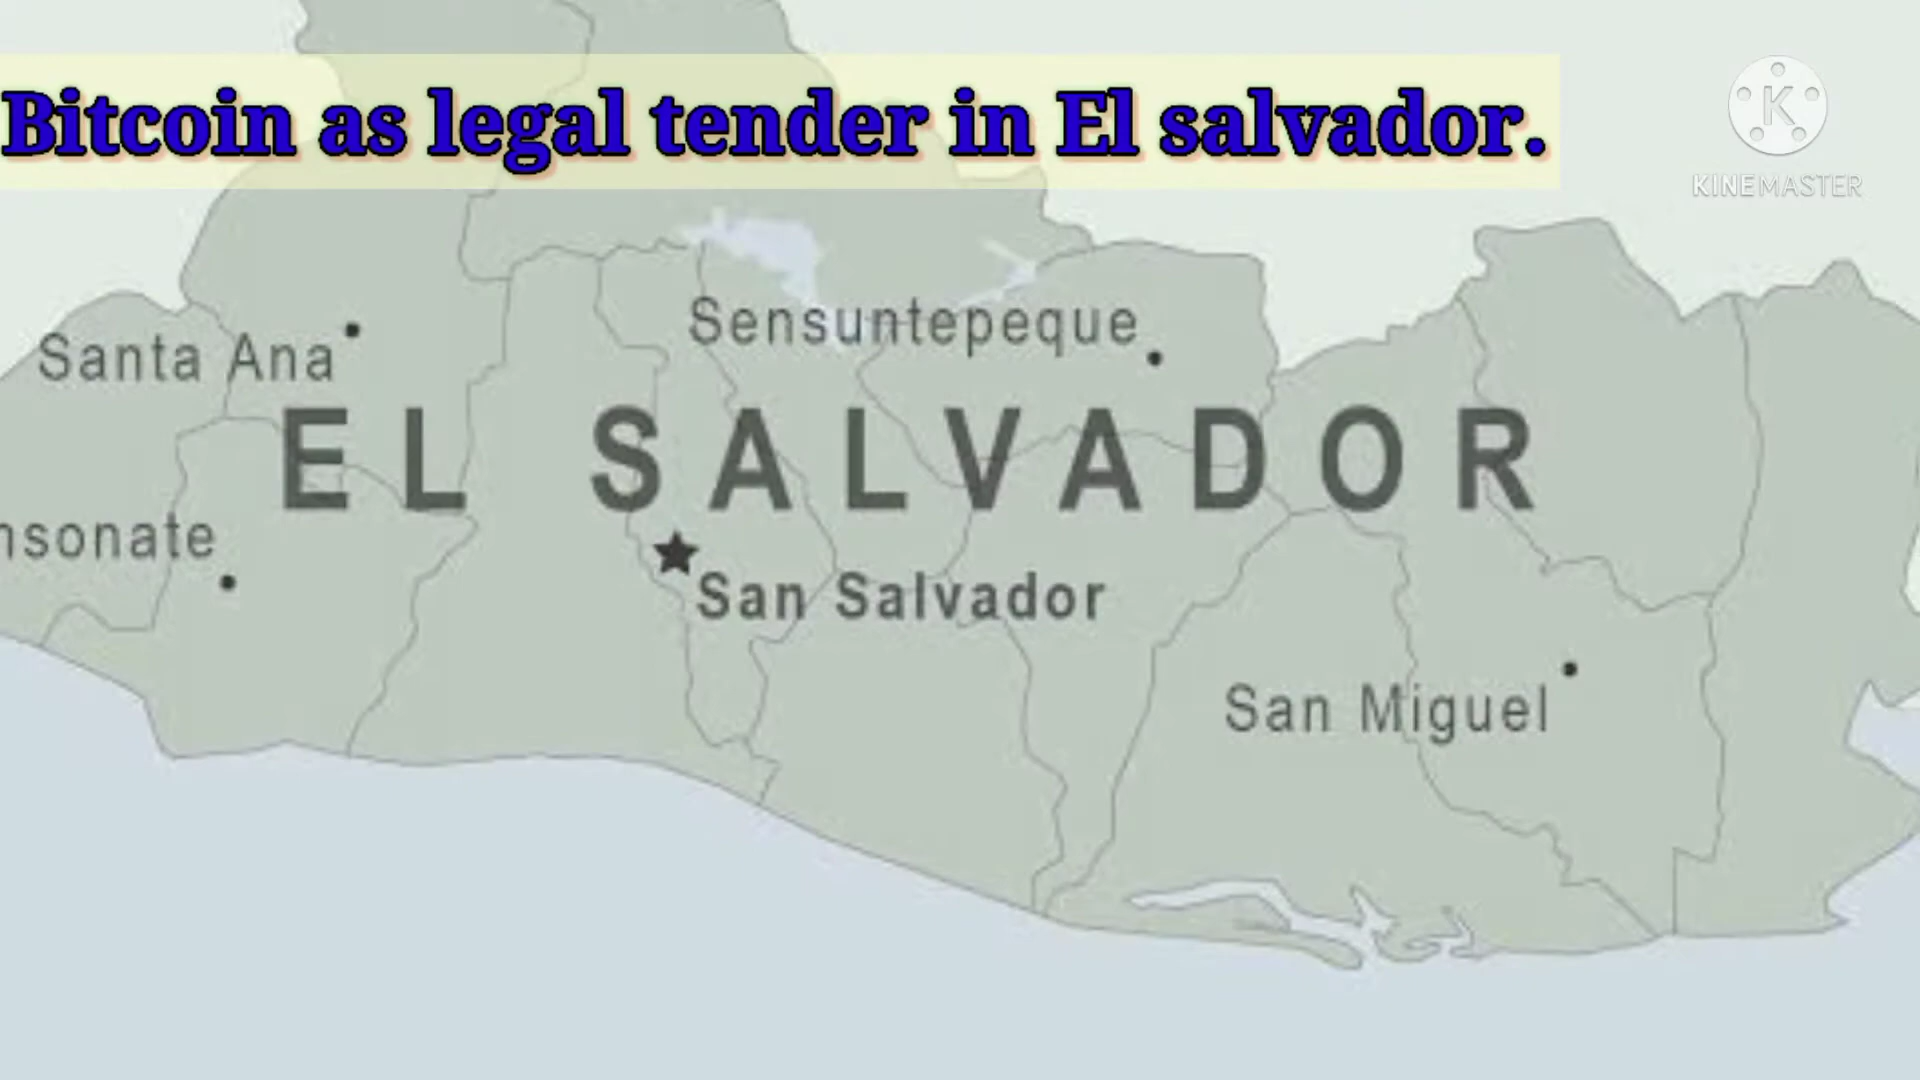 Bitcoin as legal tender in El salvador.
KINEMASTER
Sensuntepeque
Santa Ana
EL SALVADOR
nsonate
San Salvador
San Miguel